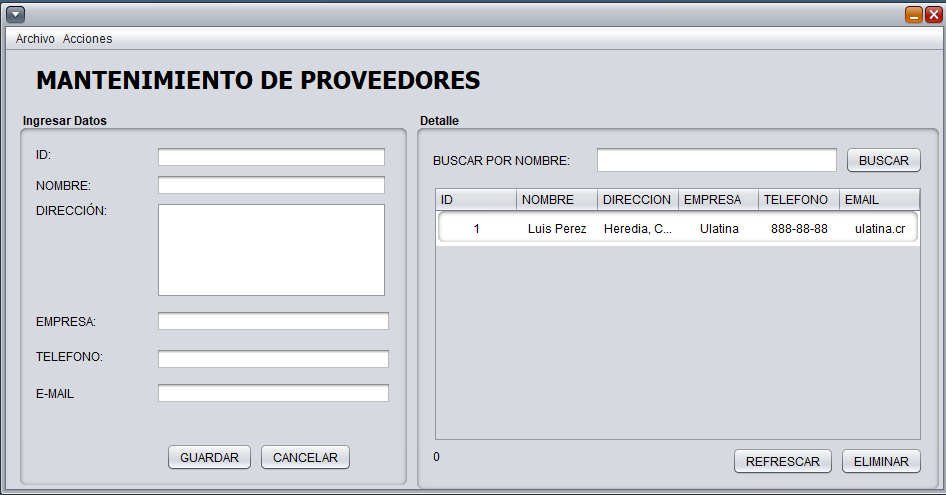 Archivo Acciones
MANTENIMIENTO DE PROVEEDORES
Ingresar Datos
ID:
NOMBRE:
DIRECCIÓN:
EMPRESA:
TELEFONO:
E-MAIL
GUARDAR CANCELAR
Detalle
BUSCAR POR NOMBRE: BUSCAR
ID NOMBRE DIRECCION EMPRESA TELEFONO EMAIL
1 Luis Perez Heredia, C... Ulatina 888-88-88 ulatina.cr
0
REFRESCAR ELIMINAR